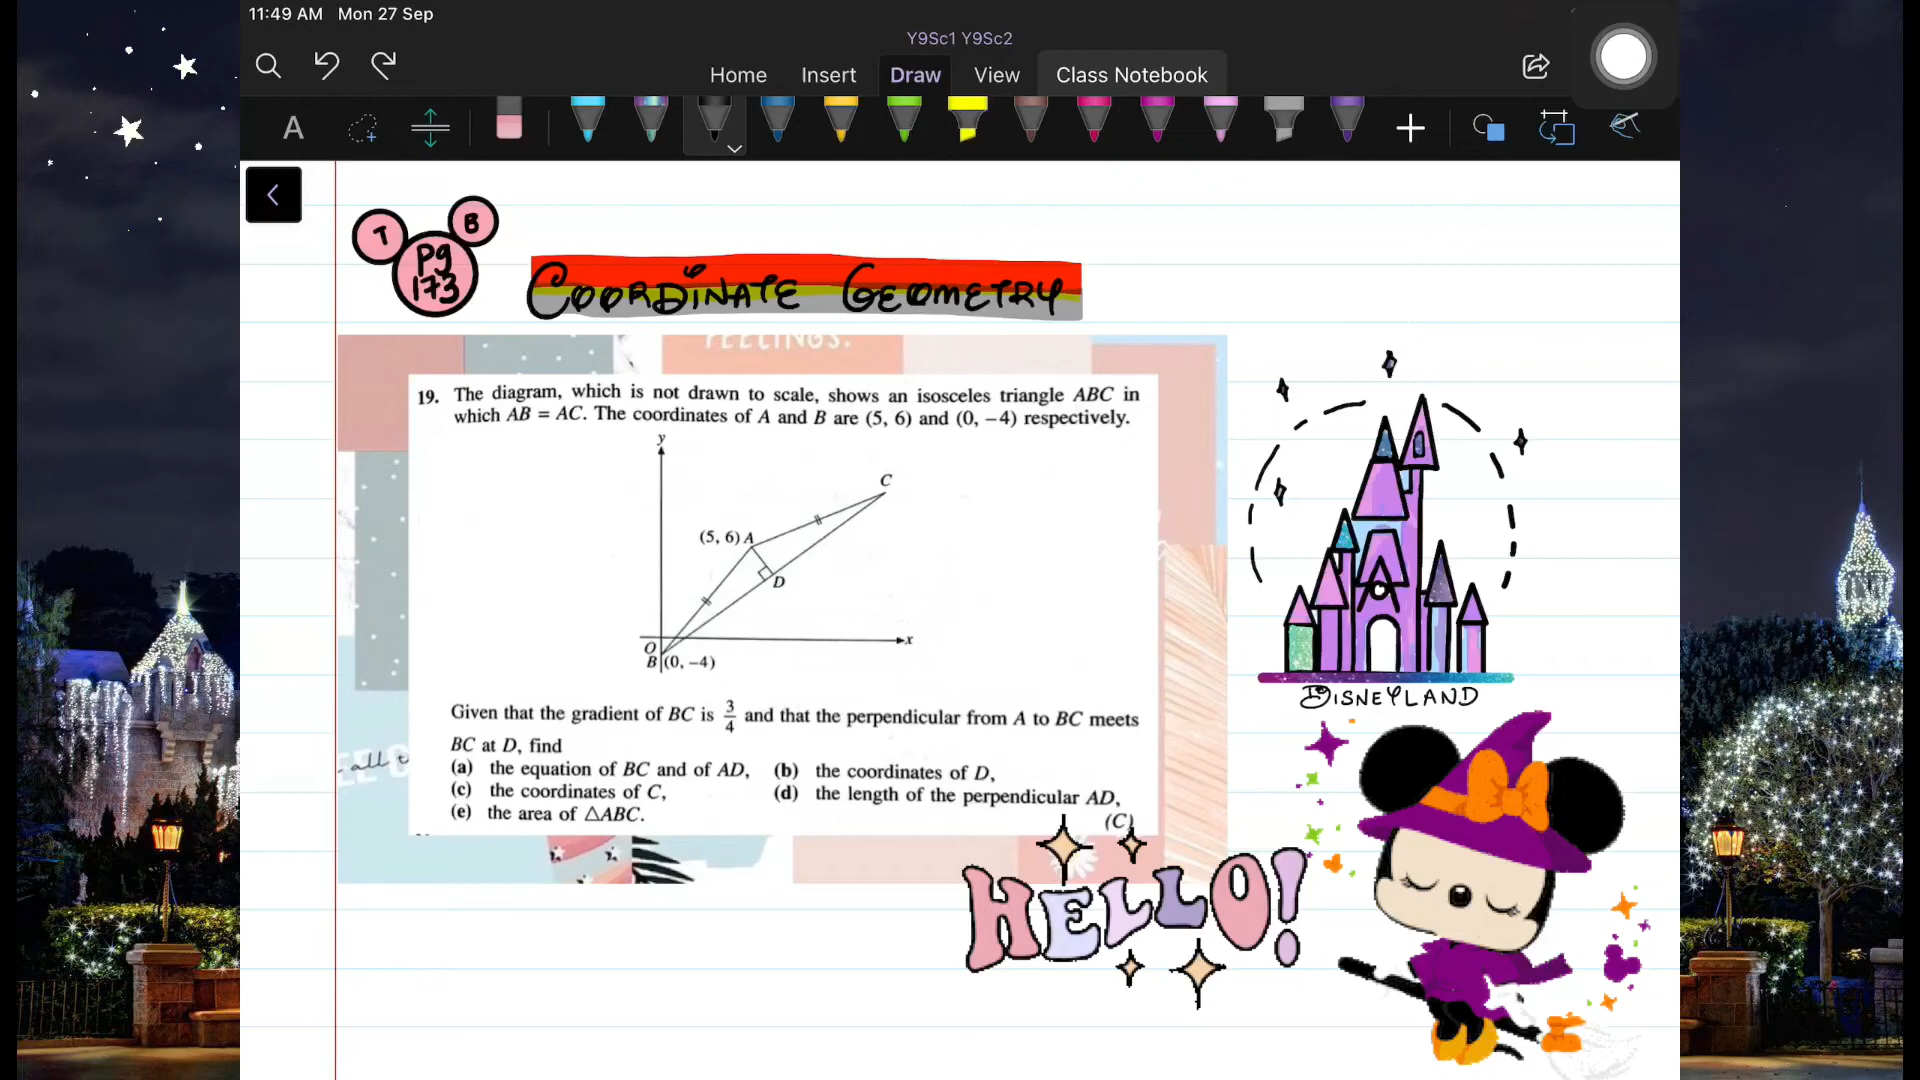 11:49 AM Mon 27 Sep
Y9Sc1 Y9Sc2
Home Insert Draw View Class Notebook
A
T B
Pg
173
COORDINATE GEOMETRY
FEELINGS.
19. The diagram, which is not drawn to scale, shows an isosceles triangle ABC in
which AB = AC. The coordinates of A and B are (5, 6) and (0, −4) respectively.
y
C
(5, 6) A
D
O
x
B (0, −4)
Given that the gradient of BC is 3/4 and that the perpendicular from A to BC meets
BC at D, find
(a) the equation of BC and of AD, (b) the coordinates of D,
(c) the coordinates of C, (d) the length of the perpendicular AD,
(e) the area of △ABC.
(C)
all
DISNEYLAND
HELLO!